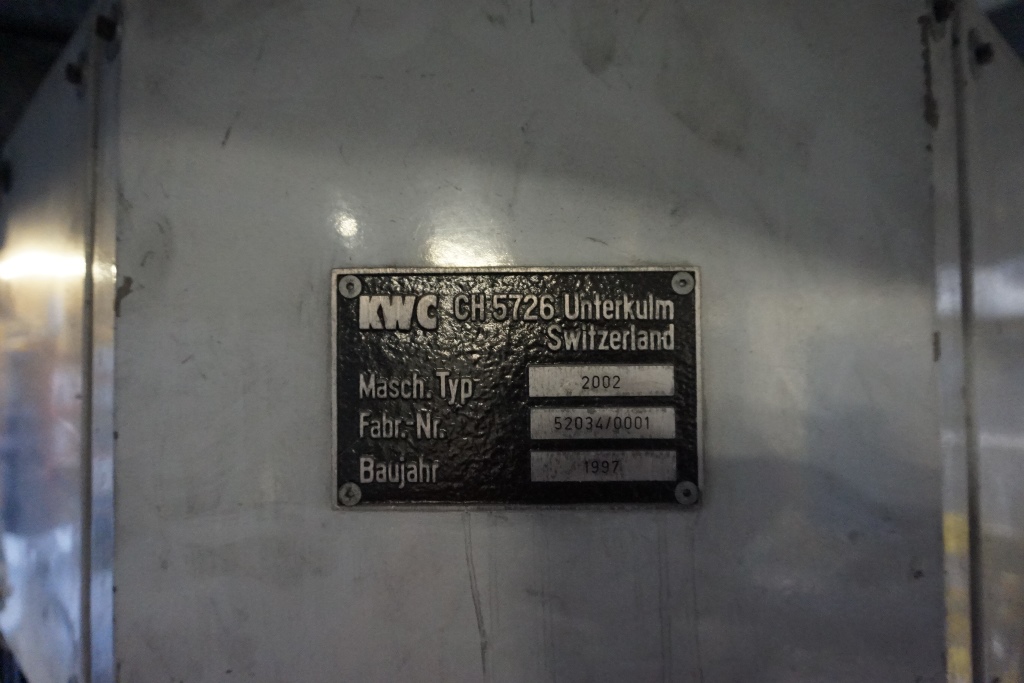 KWC CH-5726 Unterkulm
Switzerland
Masch. Typ 2002
Fabr.-Nr. 52034/0001
Baujahr 1997